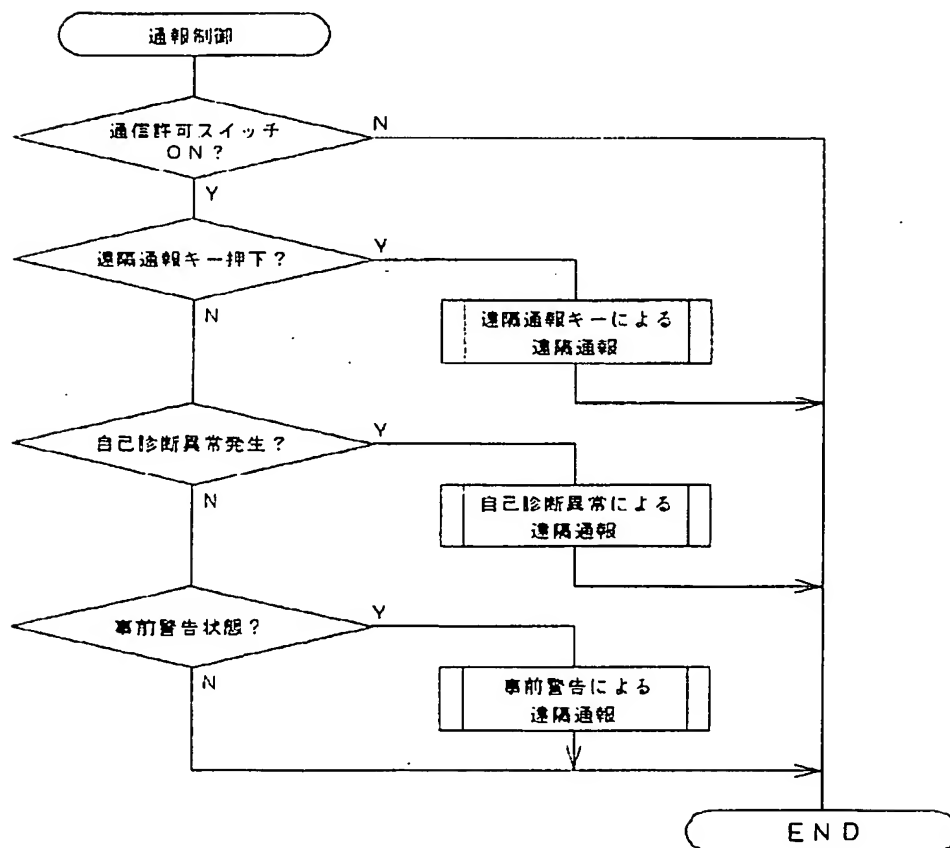 通報制御
通信許可スイッチ
ON?
N
Y
遠隔通報キー押下?
Y
N
遠隔通報キーによる
遠隔通報
自己診断異常発生?
Y
N
自己診断異常による
遠隔通報
事前警告状態?
Y
N
事前警告による
遠隔通報
END